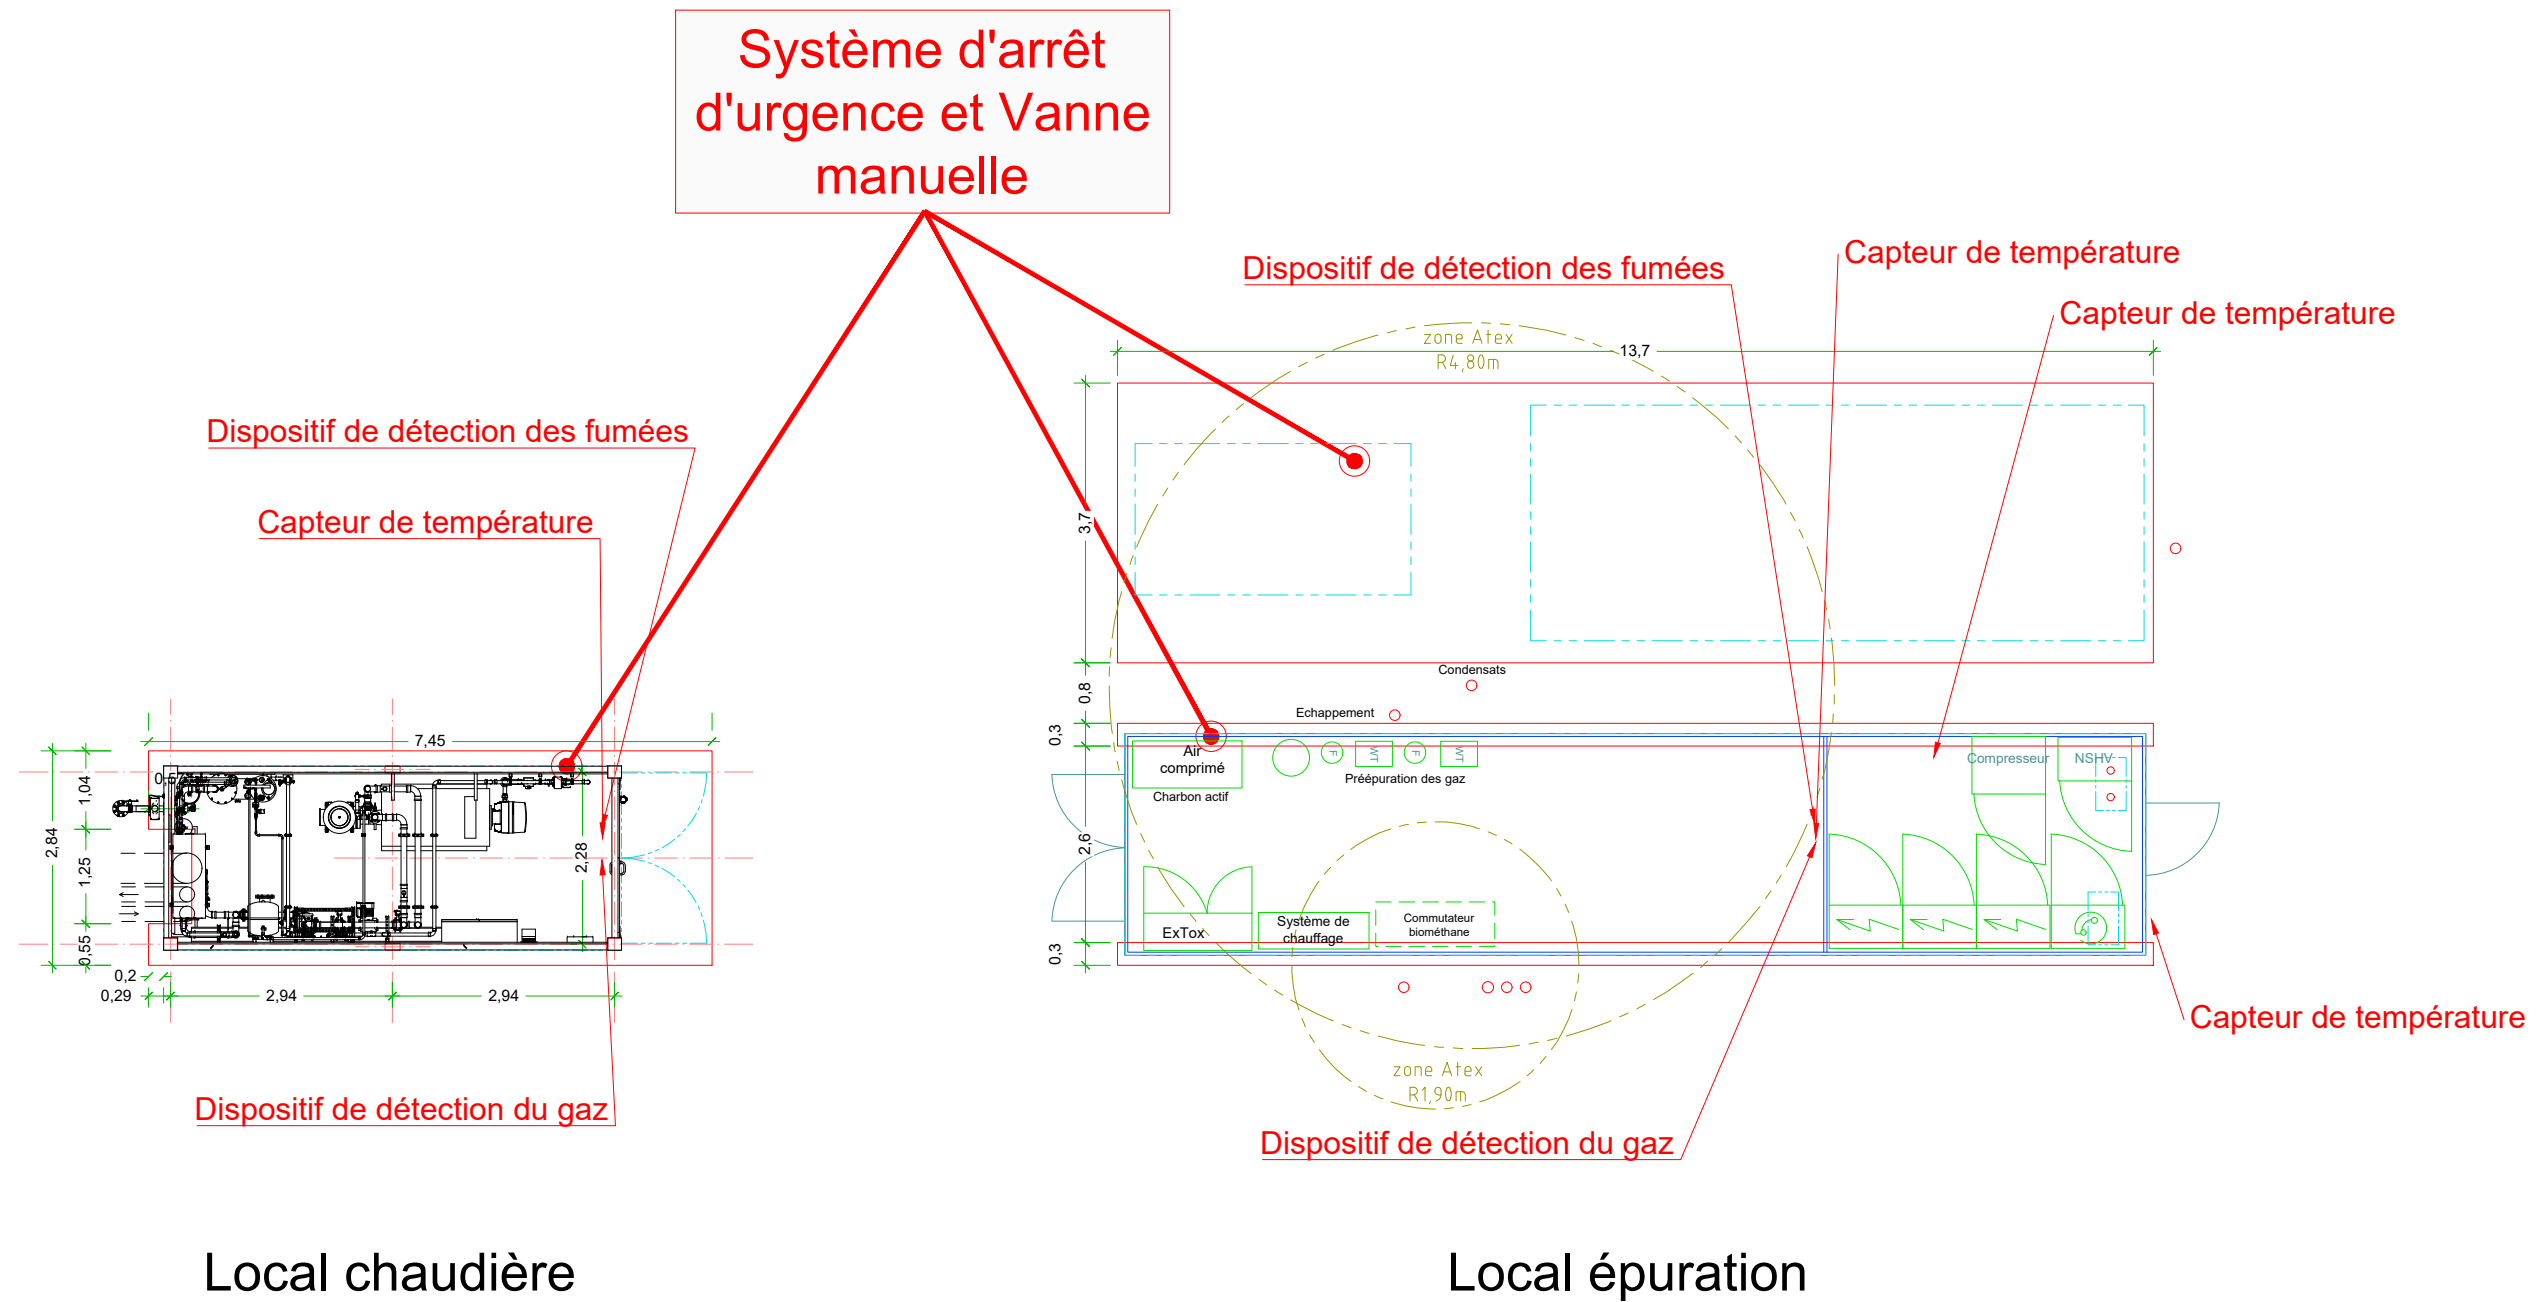 Système d'arrêt
d'urgence et Vanne
manuelle
Dispositif de détection des fumées
Capteur de température
Capteur de température
zone Atex
R4,80m
13,7
Dispositif de détection des fumées
Capteur de température
3,7
Condensats
0,8
Echappement
0,3
7,45
Air
comprimé
Charbon actif
F
WT
F
WT
Préépuration des gaz
Compresseur
NSHV
0,5
1,04
2,84
1,25
2,28
0,55
2,6
ExTox
Système de
chauffage
Commutateur
biométhane
0,3
0,2
0,29
2,94
2,94
Capteur de température
zone Atex
R1,90m
Dispositif de détection du gaz
Dispositif de détection du gaz
Local chaudière
Local épuration